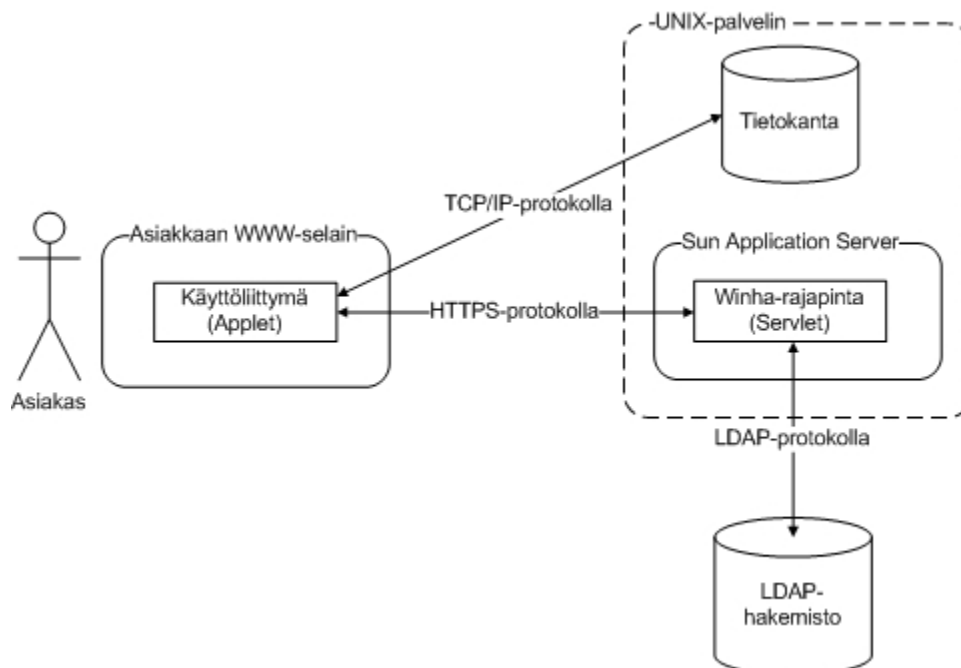 UNIX-palvelin
Tietokanta
TCP/IP-protokolla
Asiakkaan WWW-selain
Sun Application Server
Käyttöliittymä
(Applet)
HTTPS-protokolla
Winha-rajapinta
(Servlet)
Asiakas
LDAP-protokolla
LDAP-
hakemisto